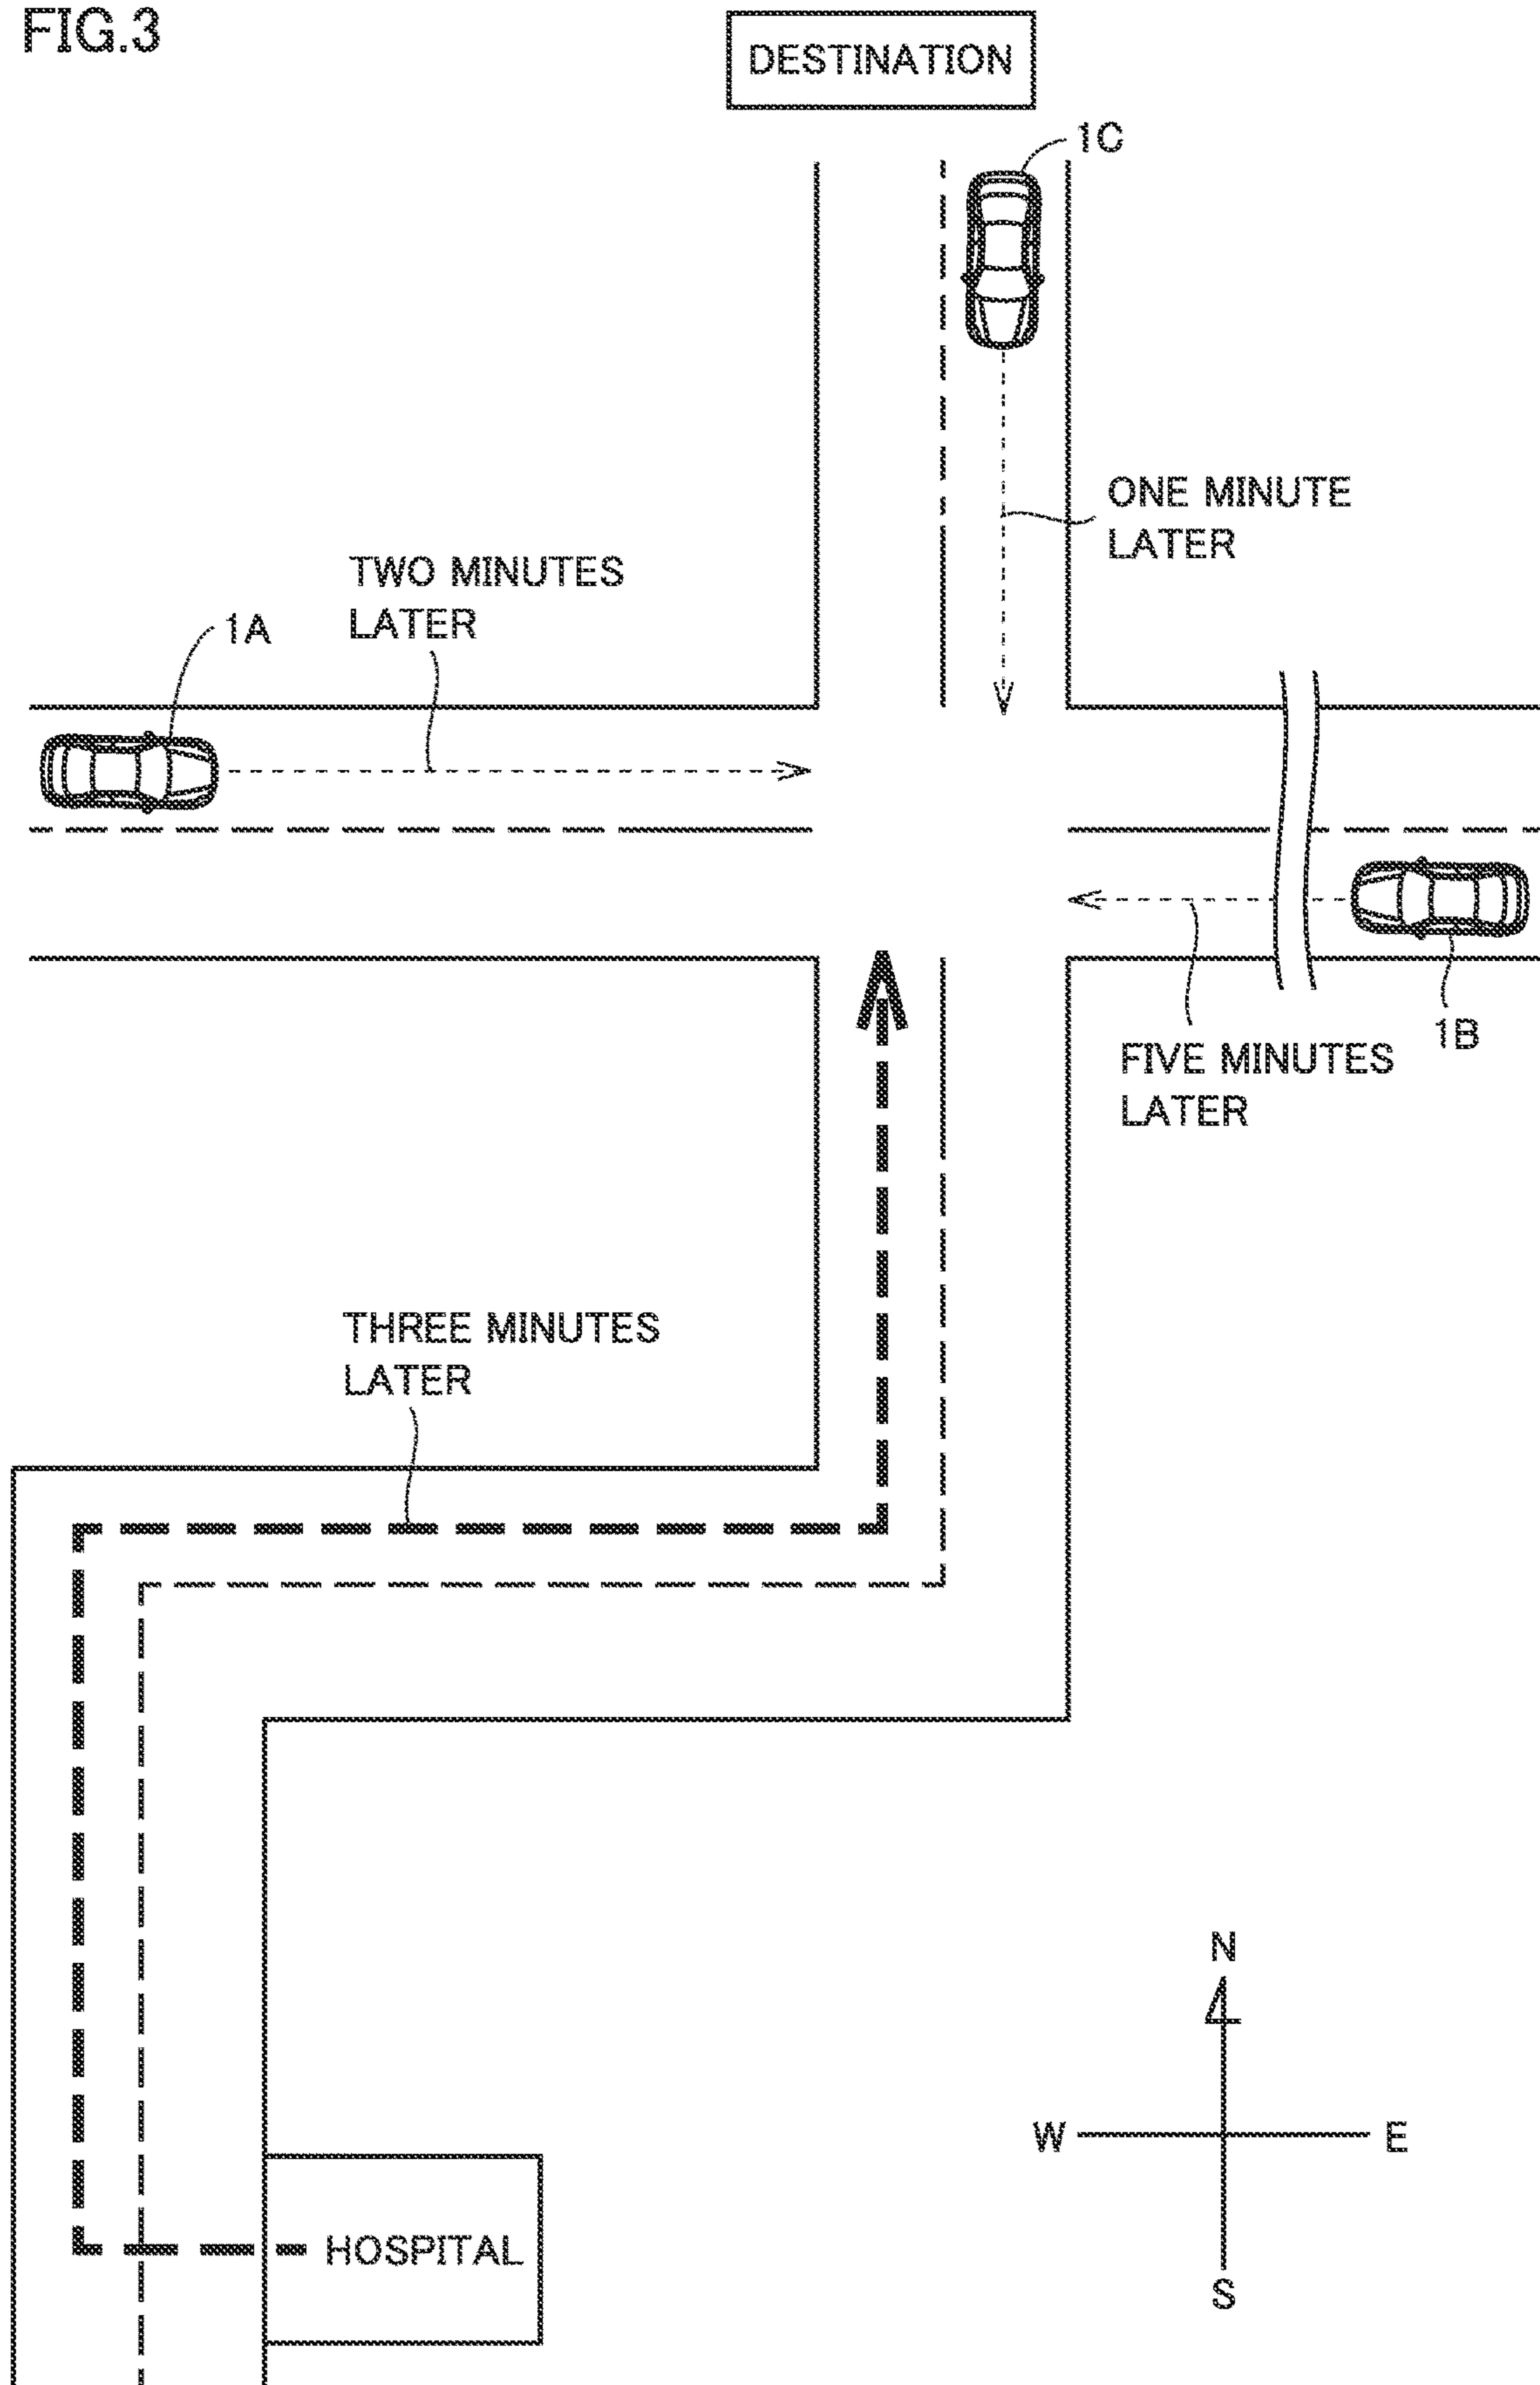 FIG.3
DESTINATION
1C
ONE MINUTE
LATER
TWO MINUTES
LATER
1A
1B
FIVE MINUTES
LATER
THREE MINUTES
LATER
N
W
E
HOSPITAL
S